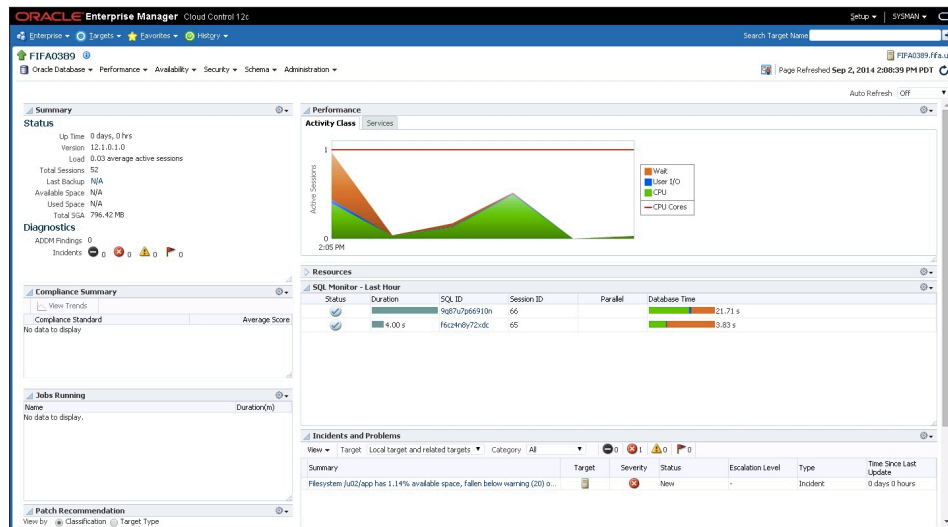 ORACLE Enterprise Manager Cloud Control 12c
Setup SYSMAN
Enterprise Targets Favorites History
Search Target Name
FIFA0389
FIFA0389.fifa.u
Oracle Database Performance Availability Security Schema Administration
Page Refreshed Sep 2, 2014 2:08:39 PM PDT
Auto Refresh Off
Summary
Status
Up Time 0 days, 0 hrs
Version 12.1.0.1.0
Load 0.03 average active sessions
Total Sessions 52
Last Backup N/A
Available Space N/A
Used Space N/A
Total SGA 796.42 MB
Diagnostics
ADDM Findings 0
Incidents 0 0 0 0
Compliance Summary
View Trends
Compliance Standard Average Score
No data to display
Jobs Running
Name Duration(m)
No data to display.
Patch Recommendation
View by Classification Target Type
Performance
Activity Class Services
Active Sessions
1
0
2:05 PM
Wait
User I/O
CPU
CPU Cores
Resources
SQL Monitor - Last Hour
Status Duration SQL ID Session ID Parallel Database Time
9q87u7p66910n 66 21.71 s
4.00 s f6cz4n8y72xdc 65 3.83 s
Incidents and Problems
View Target Local target and related targets Category All 0 1 0 0
Summary Target Severity Status Escalation Level Type Time Since Last Update
Filesystem /u02/app has 1.14% available space, fallen below warning (20) o... New - Incident 0 days 0 hours